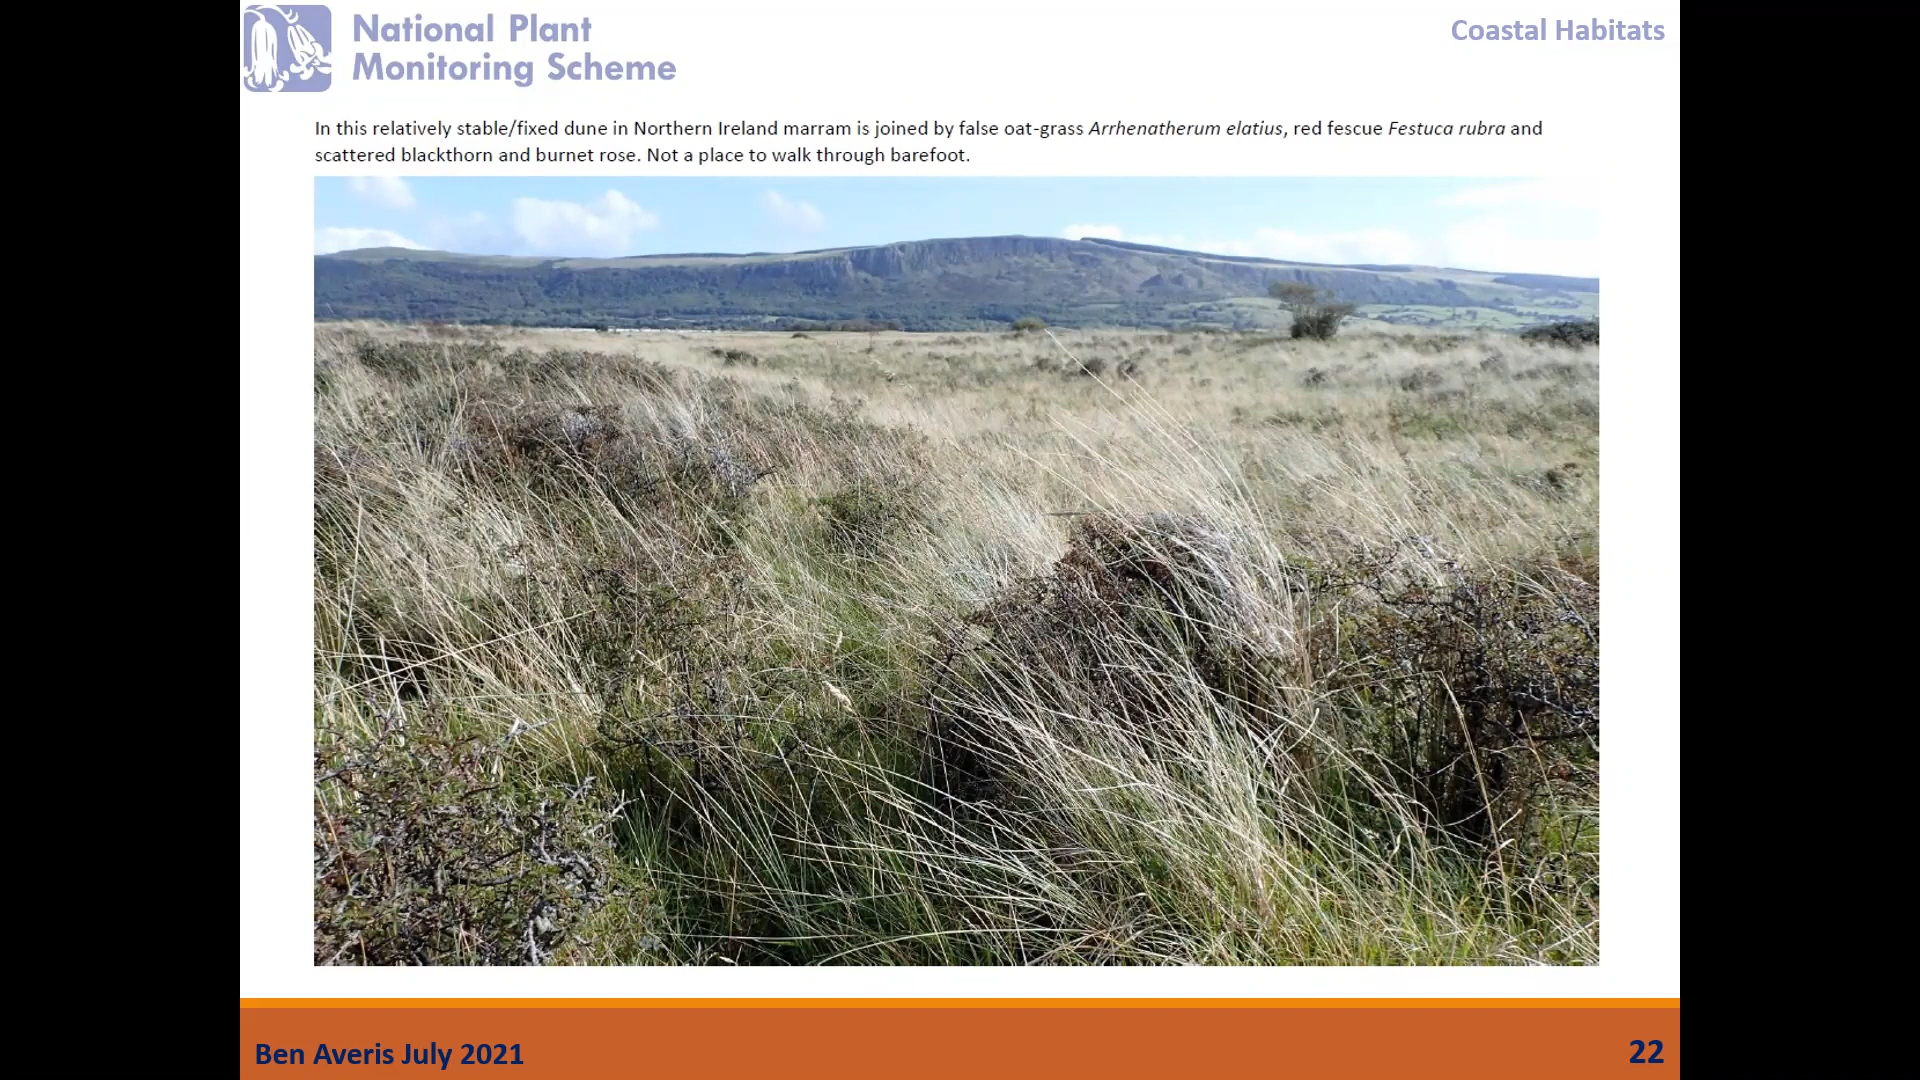 National Plant
Monitoring Scheme
Coastal Habitats
In this relatively stable/fixed dune in Northern Ireland marram is joined by false oat-grass Arrhenatherum elatius, red fescue Festuca rubra and
scattered blackthorn and burnet rose. Not a place to walk through barefoot.
Ben Averis July 2021
22